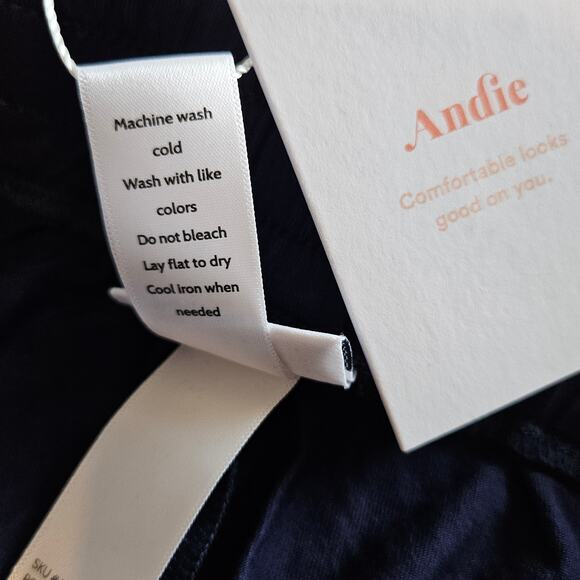 Machine wash
cold
Wash with like
colors
Do not bleach
Lay flat to dry
Cool iron when
needed
Andie
Comfortable looks
good on you.
SKU #